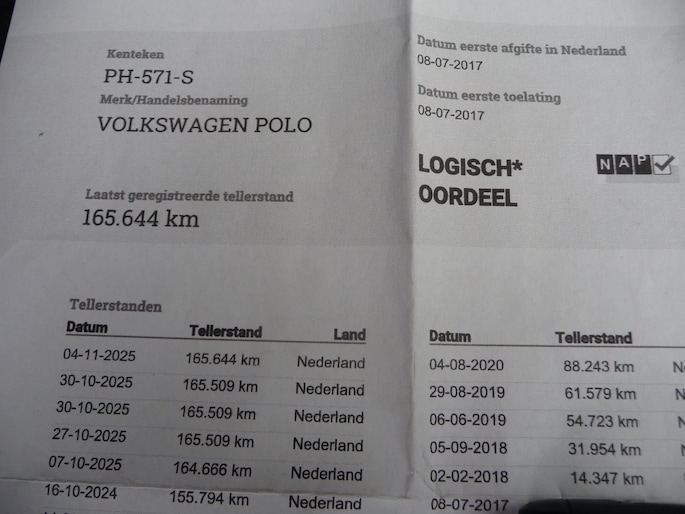 Kenteken
PH-571-S
Merk/Handelsbenaming
VOLKSWAGEN POLO
Laatst geregistreerde tellerstand
165.644 km
Datum eerste afgifte in Nederland
08-07-2017
Datum eerste toelating
08-07-2017
LOGISCH*
OORDEEL
NAP
Tellerstanden
Datum Tellerstand Land
04-11-2025 165.644 km Nederland
30-10-2025 165.509 km Nederland
30-10-2025 165.509 km Nederland
27-10-2025 165.509 km Nederland
07-10-2025 164.666 km Nederland
16-10-2024 155.794 km Nederland
Datum Tellerstand
04-08-2020 88.243 km N
29-08-2019 61.579 km N
06-06-2019 54.723 km N
05-09-2018 31.954 km N
02-02-2018 14.347 km N
08-07-2017